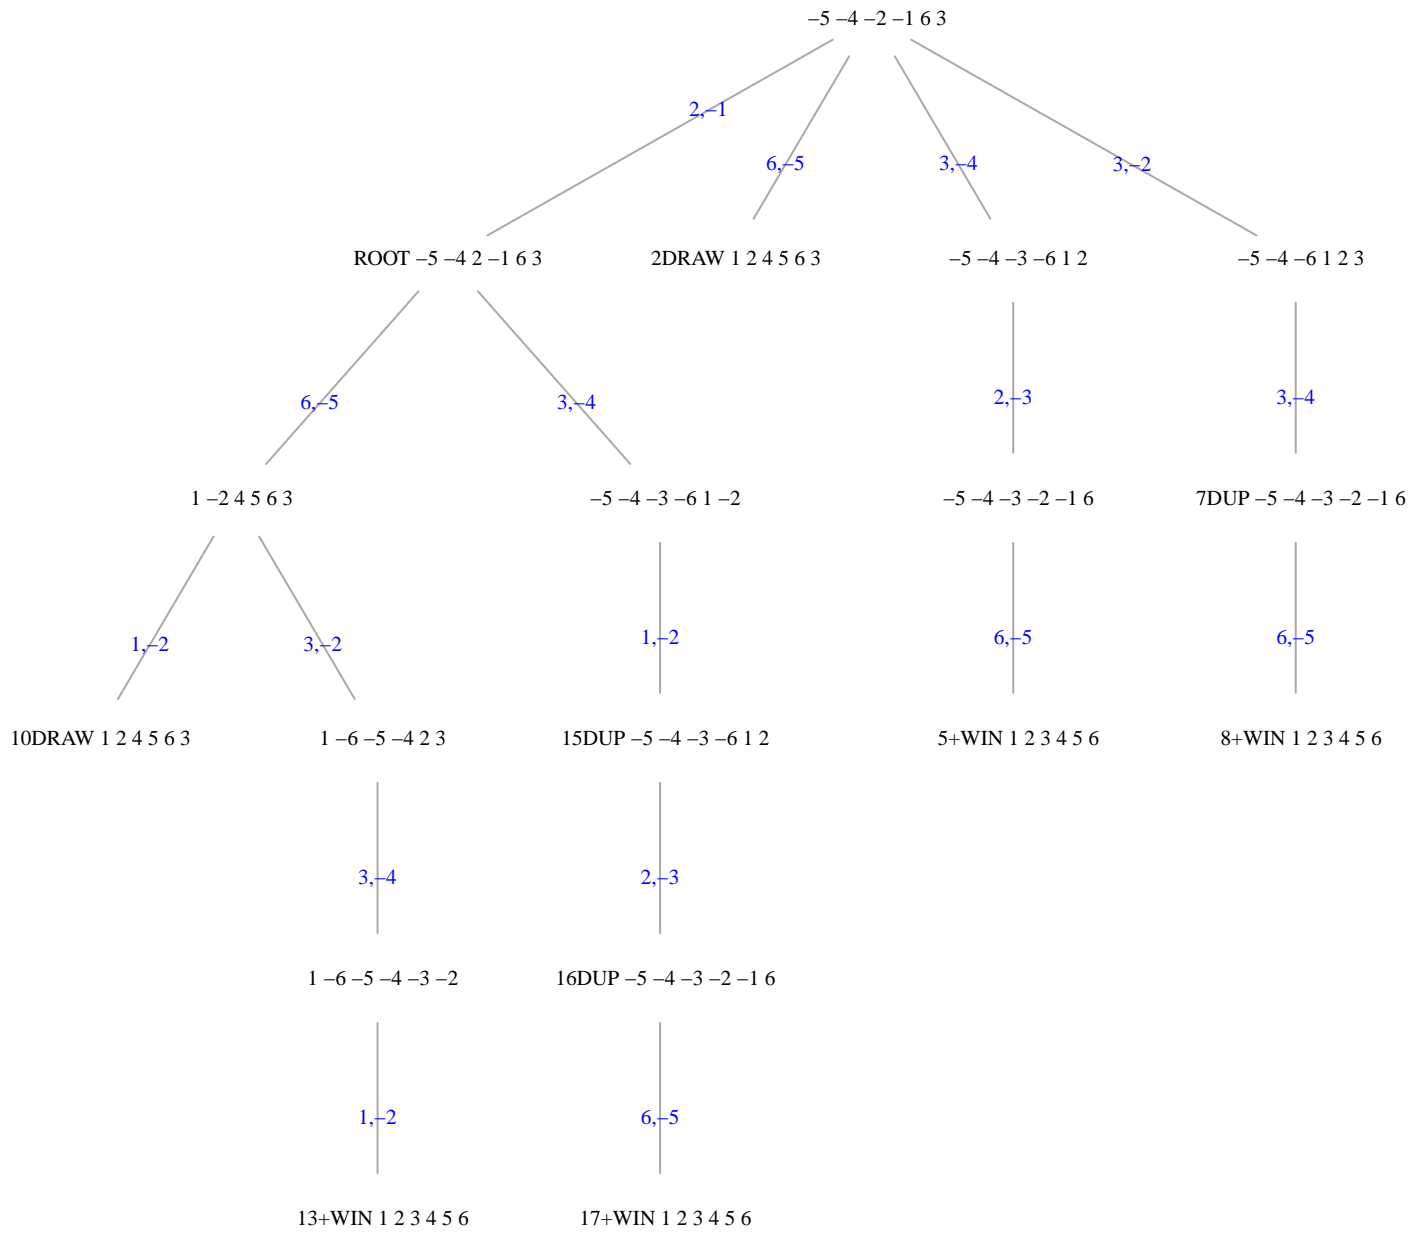 –5 –4 –2 –1 6 3
2,–1
6,–5
3,–4
3,–2
ROOT –5 –4 2 –1 6 3
2DRAW 1 2 4 5 6 3
–5 –4 –3 –6 1 2
–5 –4 –6 1 2 3
6,–5
3,–4
2,–3
3,–4
1 –2 4 5 6 3
–5 –4 –3 –6 1 –2
–5 –4 –3 –2 –1 6
7DUP –5 –4 –3 –2 –1 6
1,–2
3,–2
1,–2
6,–5
6,–5
10DRAW 1 2 4 5 6 3
1 –6 –5 –4 2 3
15DUP –5 –4 –3 –6 1 2
5+WIN 1 2 3 4 5 6
8+WIN 1 2 3 4 5 6
3,–4
2,–3
1 –6 –5 –4 –3 –2
16DUP –5 –4 –3 –2 –1 6
1,–2
6,–5
13+WIN 1 2 3 4 5 6
17+WIN 1 2 3 4 5 6